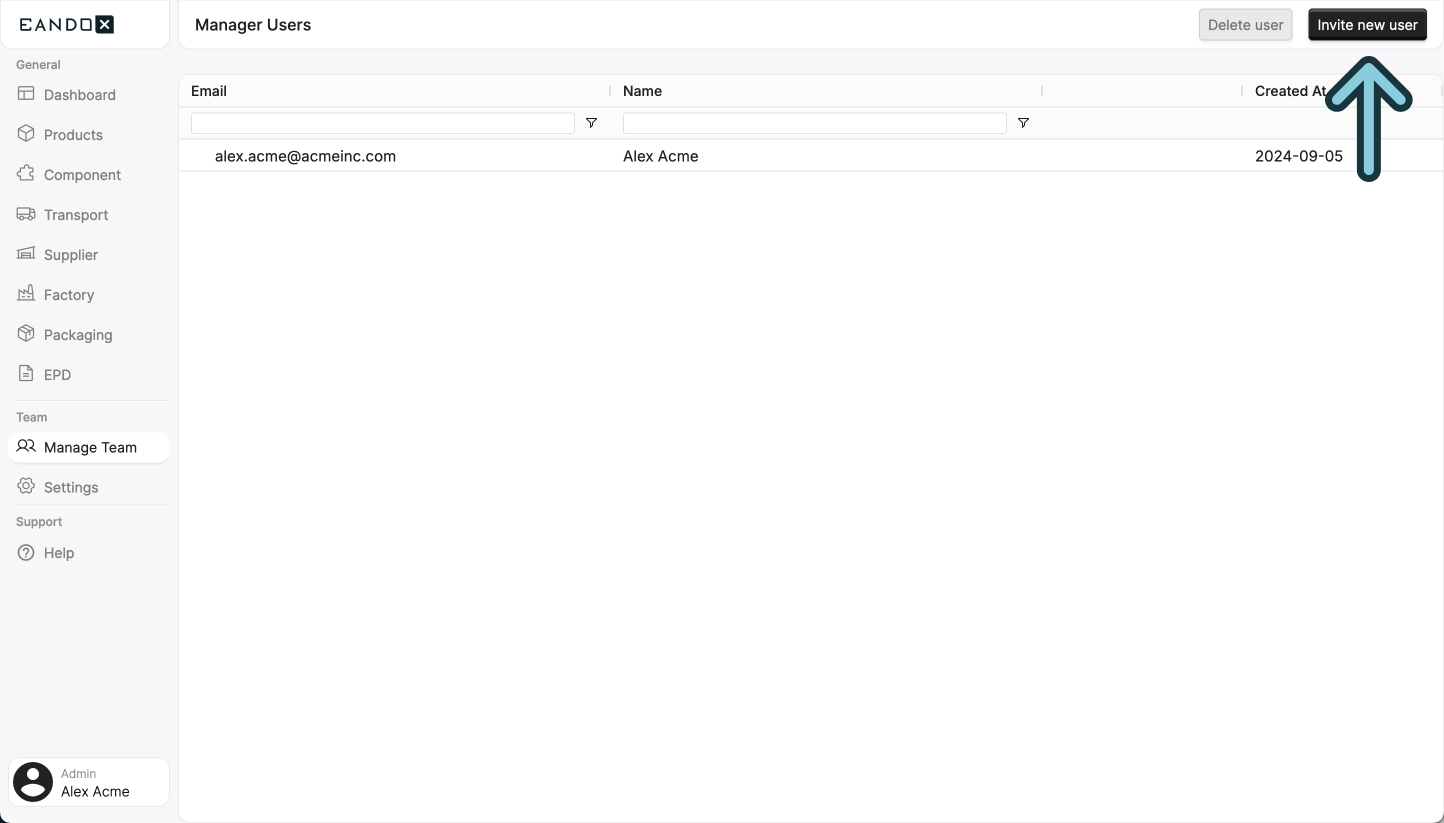 EANDOX
Manager Users
Delete user
Invite new user
General
Dashboard
Products
Component
Transport
Supplier
Factory
Packaging
EPD
Team
Manage Team
Settings
Support
Help
Admin
Alex Acme
Email
Name
Created At
alex.acme@acmeinc.com
Alex Acme
2024-09-05